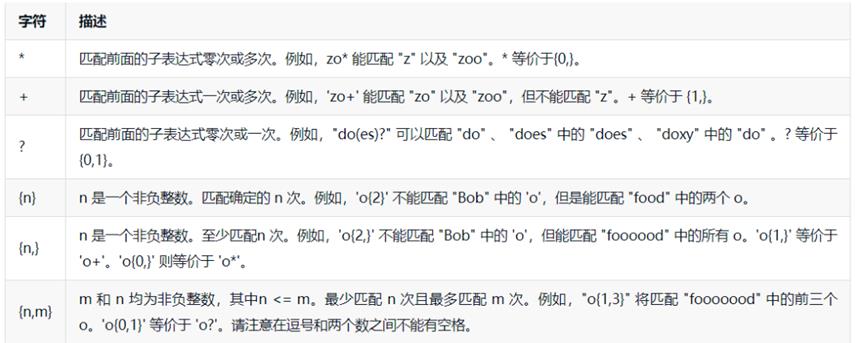 字符 描述
* 匹配前面的子表达式零次或多次。例如，zo* 能匹配 "z" 以及 "zoo"。* 等价于{0,}。
+ 匹配前面的子表达式一次或多次。例如，'zo+' 能匹配 "zo" 以及 "zoo"，但不能匹配 "z"。+ 等价于 {1,}。
? 匹配前面的子表达式零次或一次。例如，"do(es)?" 可以匹配 "do" 、 "does" 中的 "does" 、 "doxy" 中的 "do" 。? 等价于
{0,1}。
{n} n 是一个非负整数。匹配确定的 n 次。例如，'o{2}' 不能匹配 "Bob" 中的 'o'，但是能匹配 "food" 中的两个 o。
{n,} n 是一个非负整数。至少匹配n 次。例如，'o{2,}' 不能匹配 "Bob" 中的 'o'，但能匹配 "foooood" 中的所有 o。'o{1,}' 等价于
'o+'。'o{0,}' 则等价于 'o*'。
{n,m} m 和 n 均为非负整数，其中n <= m。最少匹配 n 次且最多匹配 m 次。例如，"o{1,3}" 将匹配 "fooooood" 中的前三个
o。'o{0,1}' 等价于 'o?'。请注意在逗号和两个数之间不能有空格。